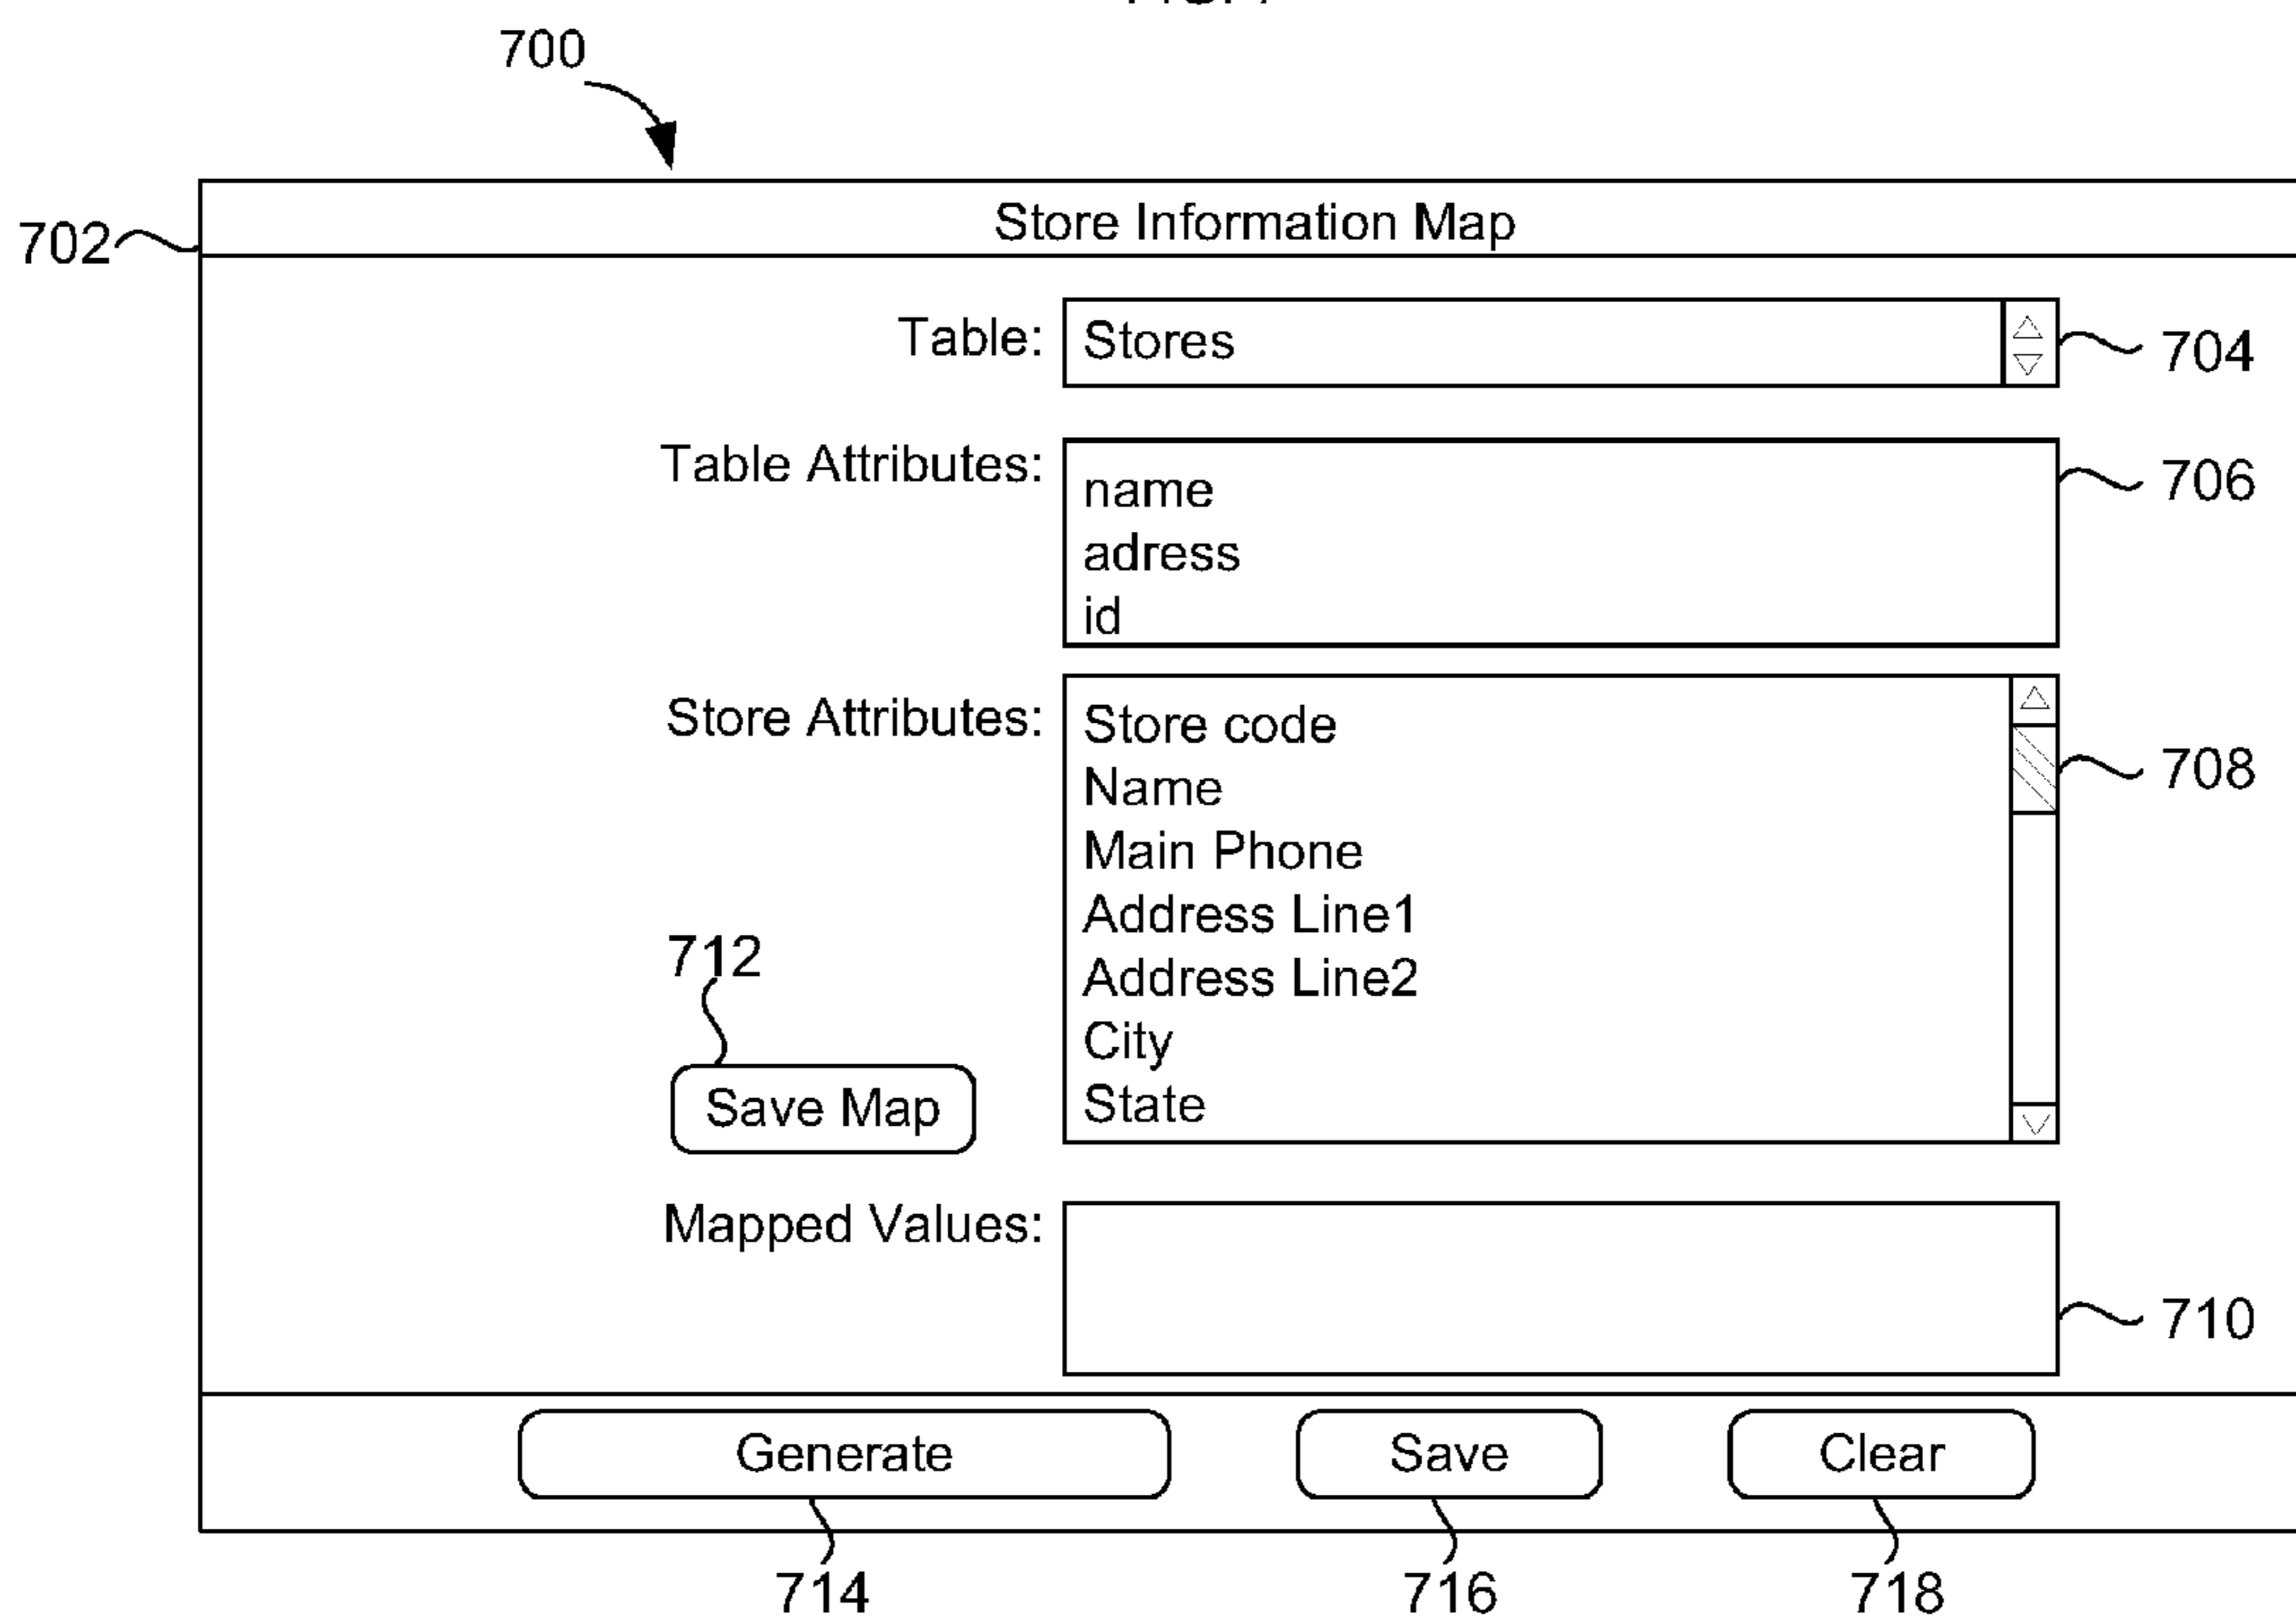 700
702
Store Information Map
Table: Stores 704
Table Attributes: name 706
adress
id
Store Attributes: Store code
Name 708
Main Phone
Address Line1
712
Address Line2
City
Save Map State
Mapped Values:
710
Generate Save Clear
714 716 718